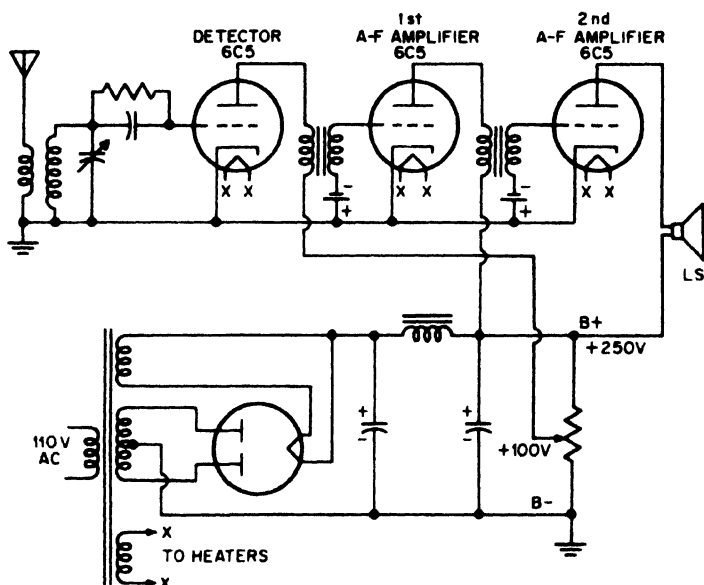 DETECTOR
6C5
1st
A-F AMPLIFIER
6C5
2nd
A-F AMPLIFIER
6C5
X X
X X
X X
-
+
-
+
LS
B+
+250V
+
-
+
-
110V
AC
+100V
B-
X
TO HEATERS
X